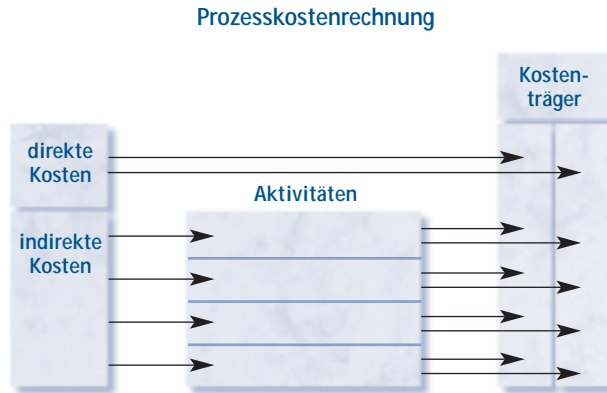 Prozesskostenrechnung
Kosten-
träger
direkte
Kosten
Aktivitäten
indirekte
Kosten